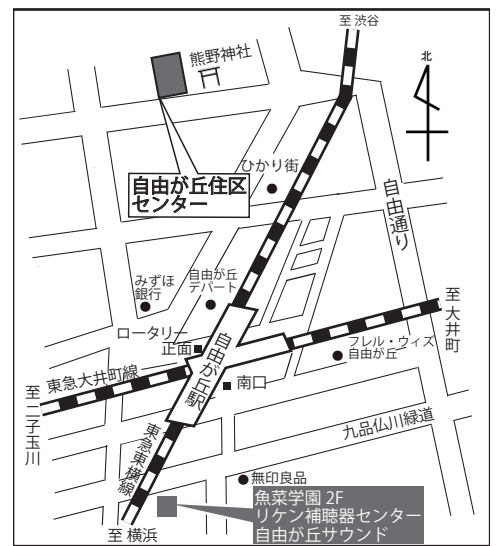 至 渋谷
熊野神社
北
ひかり街
自由が丘住区
センター
自由通り
自由が丘
デパート
みずほ
銀行
至 大井町
ロータリー
正面
自由が丘駅
フレル・ウィズ
自由が丘
東急大井町線
南口
至 二子玉川
九品仏川緑道
東急東横線
無印良品
魚菜学園 2F
リケン補聴器センター
自由が丘サウンド
至 横浜